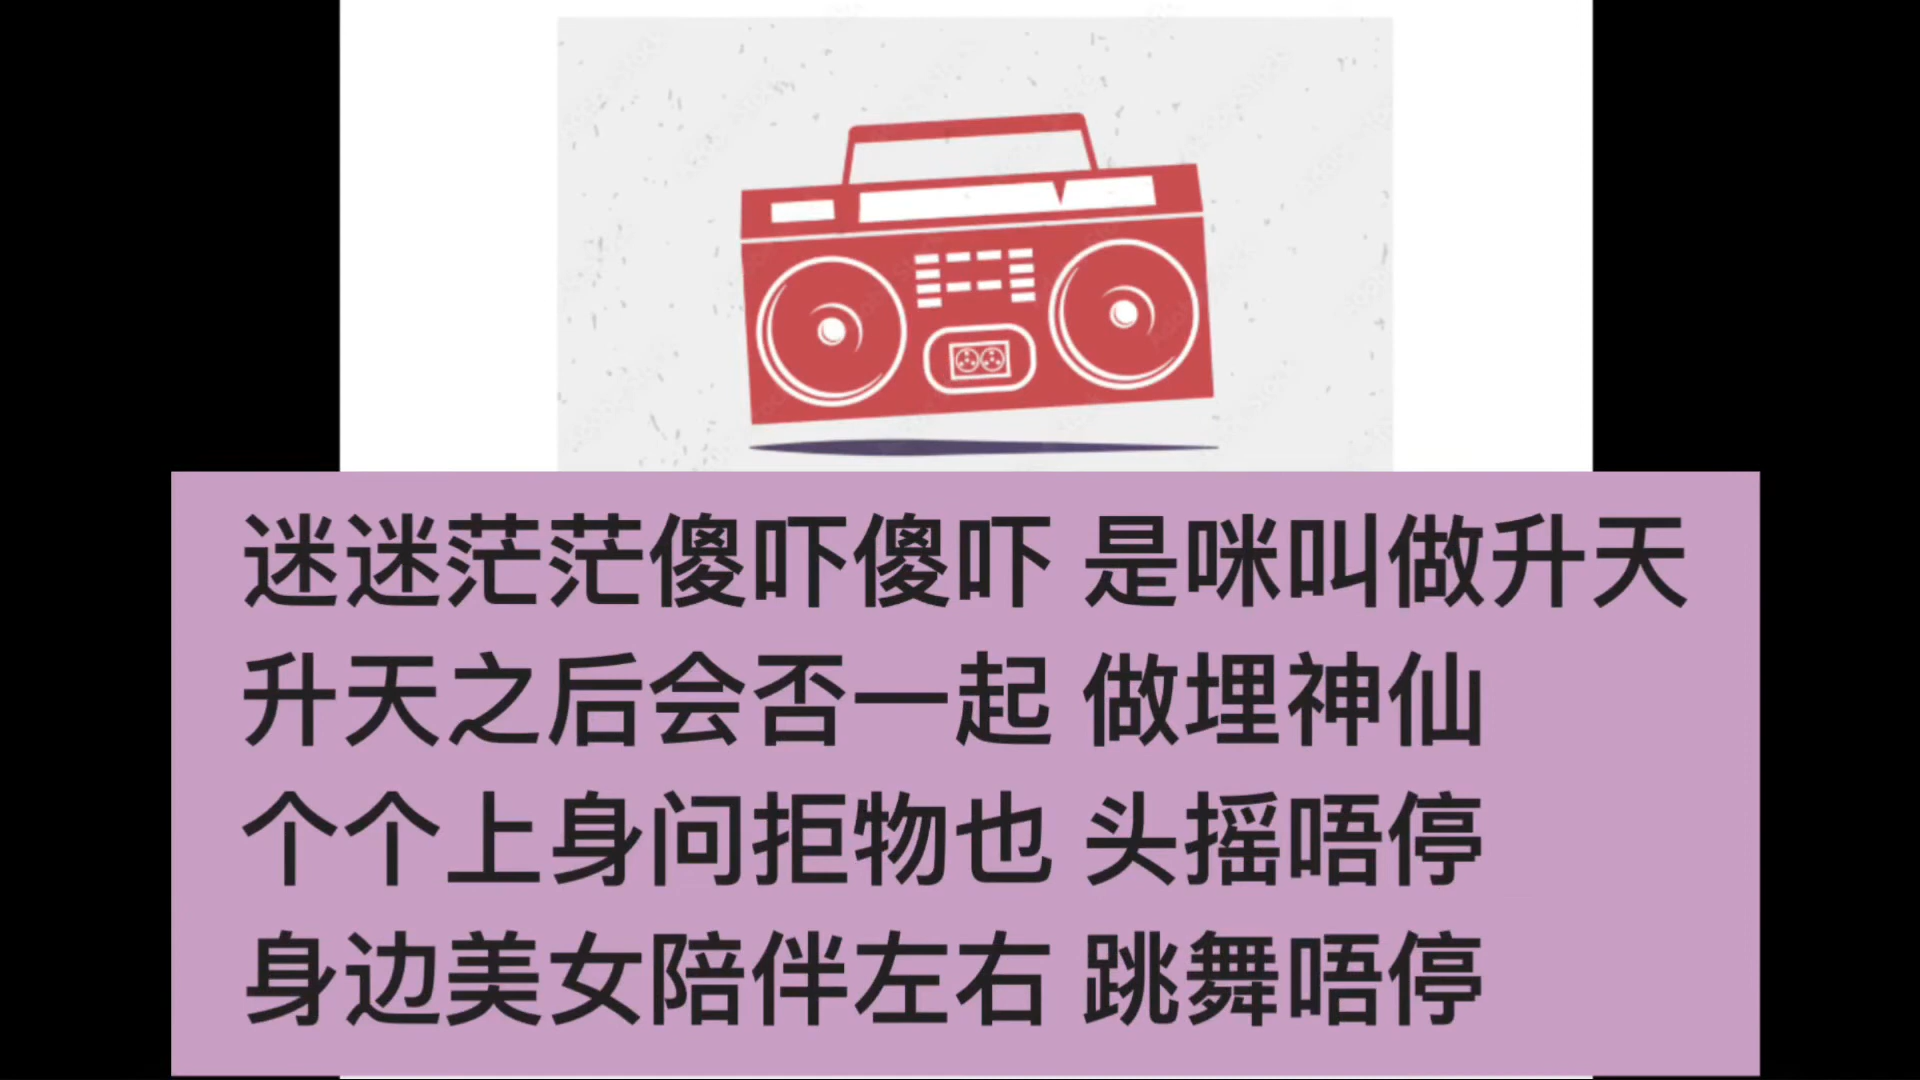 迷迷茫茫傻吓傻吓 是咪叫做升天
升天之后会否一起 做埋神仙
个个上身问拒物也 头摇唔停
身边美女陪伴左右 跳舞唔停